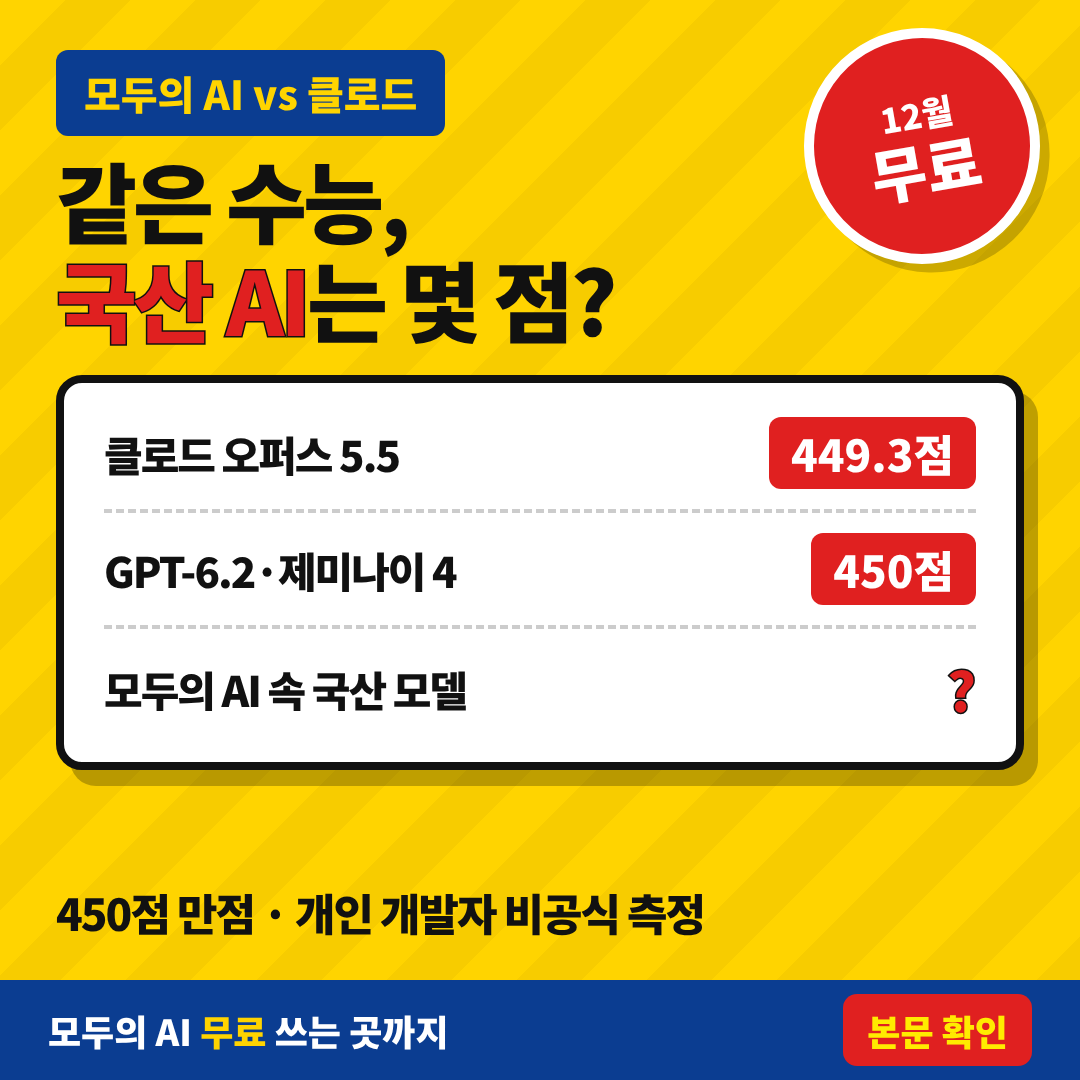 모두의 AI vs 클로드
12월
무료
같은 수능,
국산 AI는 몇 점?
클로드 오퍼스 5.5
449.3점
GPT-6.2·제미나이 4
450점
모두의 AI 속 국산 모델
?
450점 만점 · 개인 개발자 비공식 측정
모두의 AI 무료 쓰는 곳까지
본문 확인